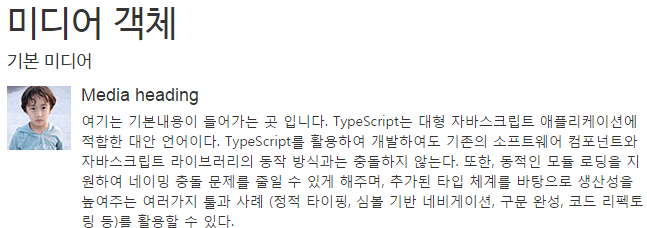 미디어 객체
기본 미디어
Media heading
여기는 기본내용이 들어가는 곳 입니다. TypeScript는 대형 자바스크립트 애플리케이션에
적합한 대안 언어이다. TypeScript를 활용하여 개발하여도 기존의 소프트웨어 컴포넌트와
자바스크립트 라이브러리의 동작 방식과는 충돌하지 않는다. 또한, 동적인 모듈 로딩을 지
원하여 네이밍 충돌 문제를 줄일 수 있게 해주며, 추가된 타입 체계를 바탕으로 생산성을
높여주는 여러가지 툴과 사례 (정적 타이핑, 심볼 기반 네비게이션, 구문 완성, 코드 리펙토
링 등)를 활용할 수 있다.